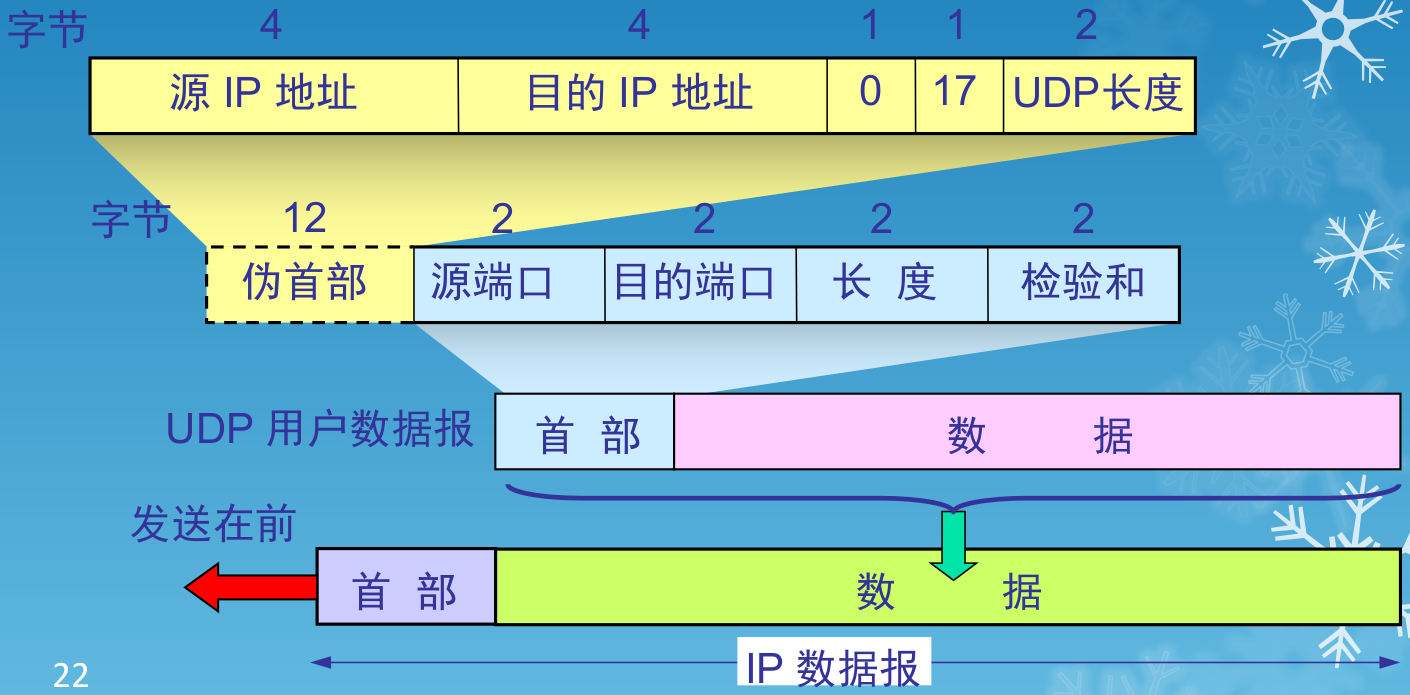 字节 4 4 1 1 2
源 IP 地址 目的 IP 地址 0 17 UDP长度
字节 12 2 2 2 2
伪首部 源端口 目的端口 长 度 检验和
UDP 用户数据报 首 部 数 据
发送在前
首 部 数 据
IP 数据报
22